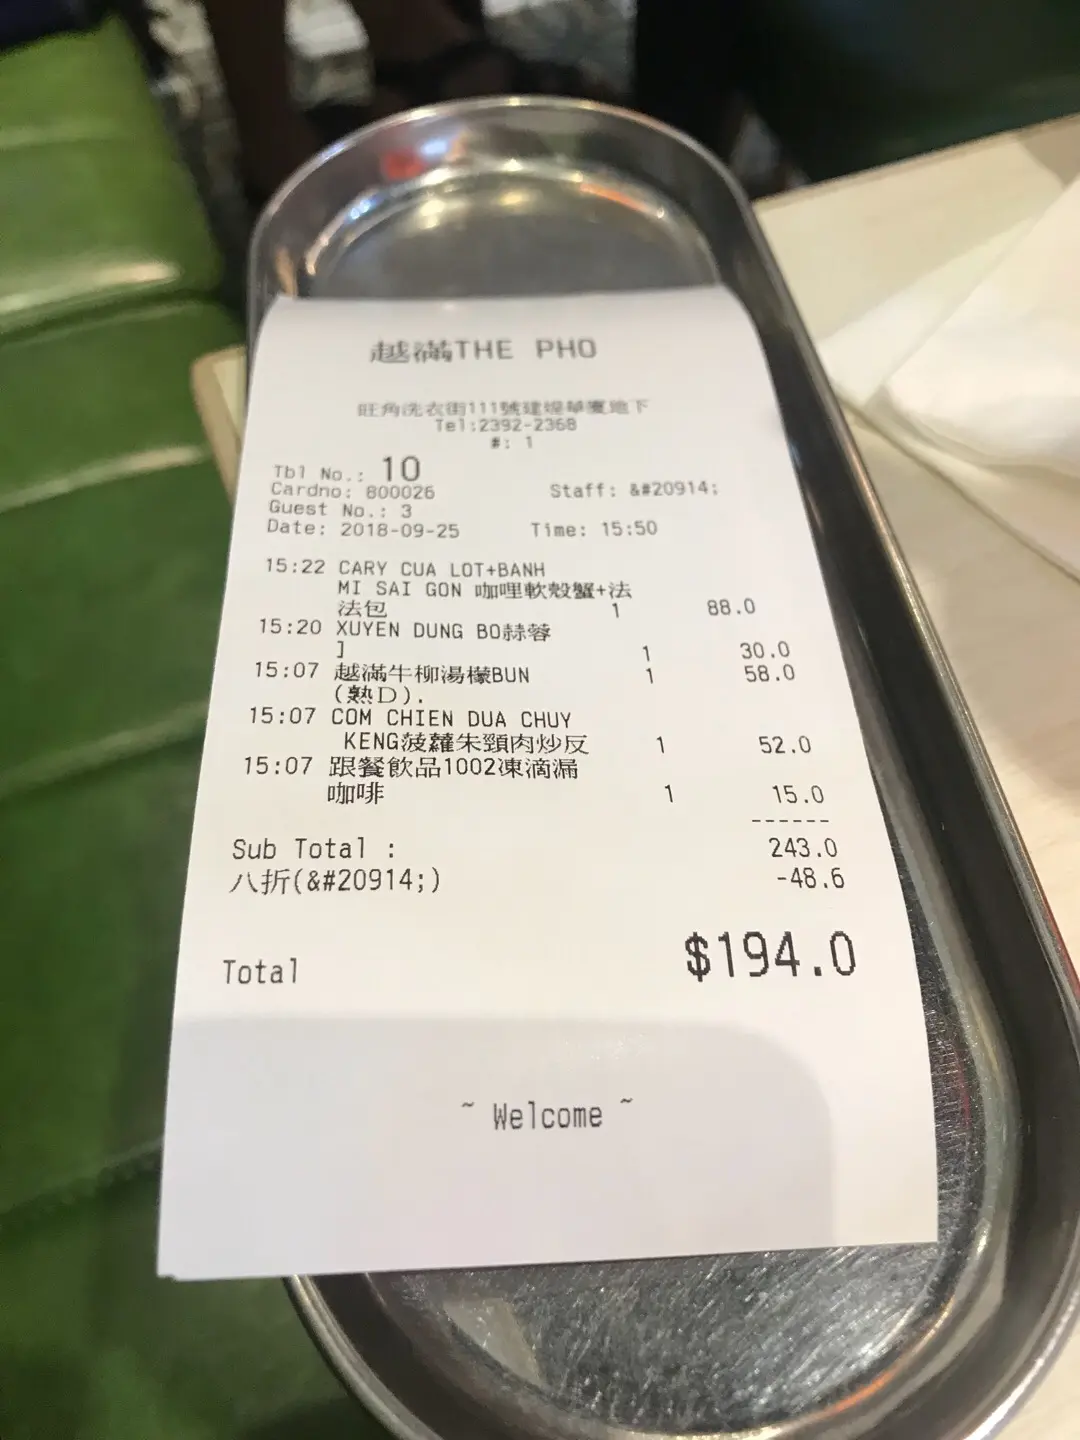 越滿THE PHO
旺角洗衣街111號建煌華廈地下
Tel:2392-2368
#: 1
Tbl No.: 10
Cardno: 800026 Staff: &#20914;
Guest No.: 3
Date: 2018-09-25 Time: 15:50
15:22 CARY CUA LOT+BANH
MI SAI GON 咖哩軟殼蟹+法
法包 1 88.0
15:20 XUYEN DUNG BO蒜蓉
] 1 30.0
15:07 越滿牛柳湯檬BUN 1 58.0
(熟D).
15:07 COM CHIEN DUA CHUY
KENG菠蘿朱頸肉炒反 1 52.0
15:07 跟餐飲品1002凍滴漏
咖啡 1 15.0
------
Sub Total : 243.0
八折(&#20914;) -48.6
Total $194.0
~ Welcome ~